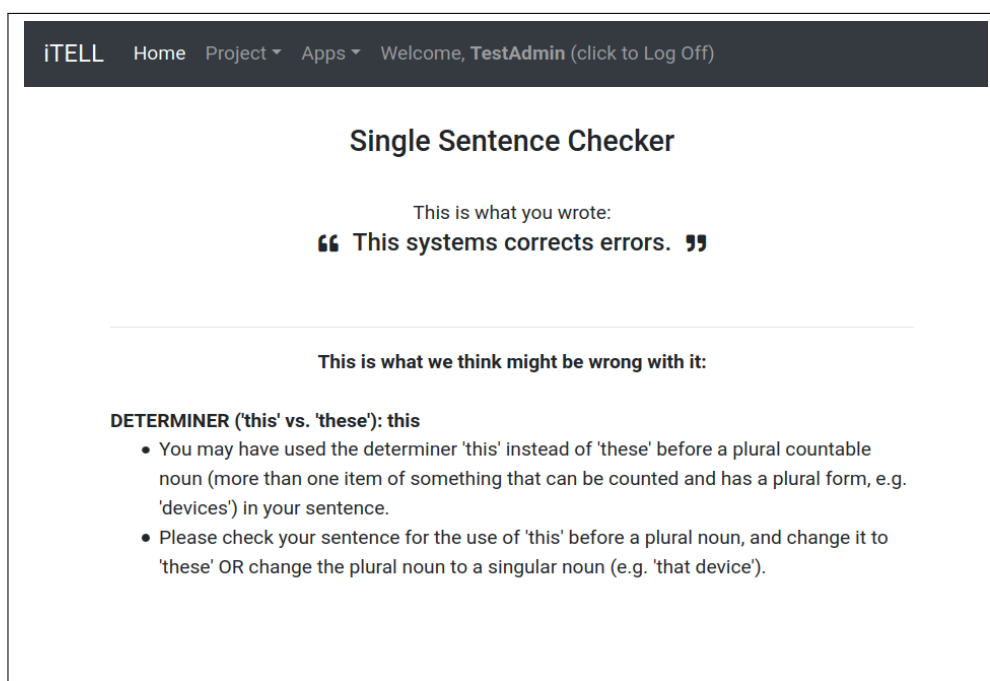 iTELL Home Project Apps Welcome, TestAdmin (click to Log Off)
Single Sentence Checker
This is what you wrote:
❝ This systems corrects errors. ❞
This is what we think might be wrong with it:
DETERMINER ('this' vs. 'these'): this
• You may have used the determiner 'this' instead of 'these' before a plural countable
noun (more than one item of something that can be counted and has a plural form, e.g.
'devices') in your sentence.
• Please check your sentence for the use of 'this' before a plural noun, and change it to
'these' OR change the plural noun to a singular noun (e.g. 'that device').